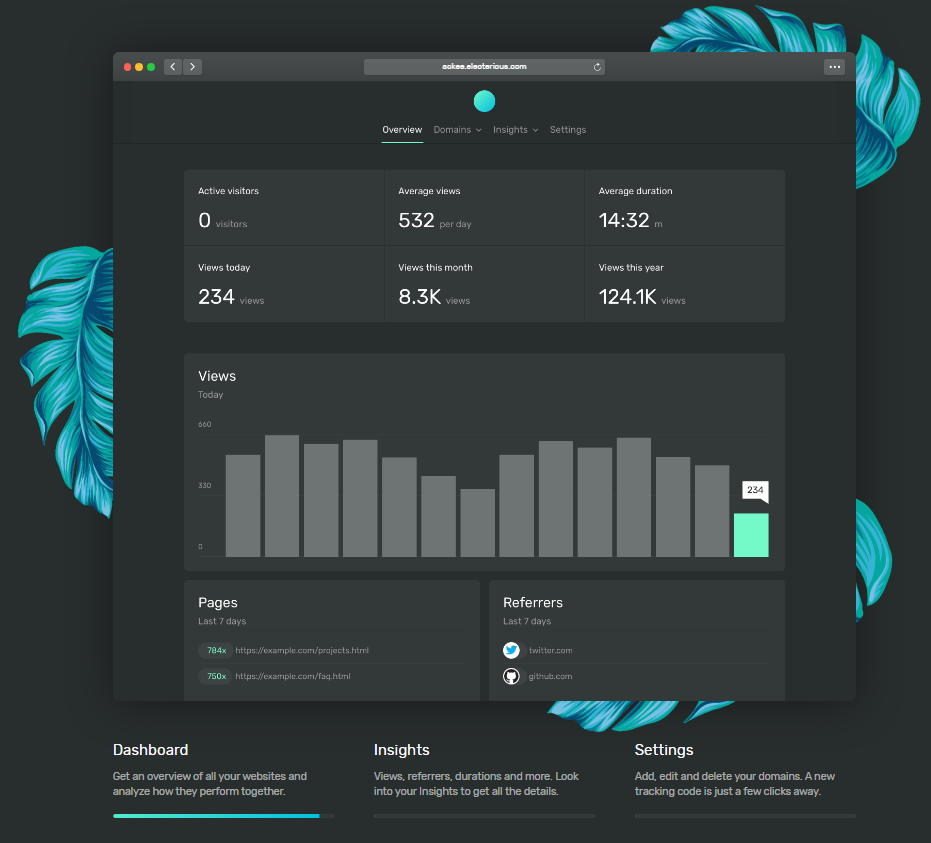 ackee.electerious.com
Overview Domains Insights Settings
Active visitors Average views Average duration
0 visitors 532 per day 14:32 m
Views today Views this month Views this year
234 views 8.3K views 124.1K views
Views
Today
660
330
234
0
Pages Referrers
Last 7 days Last 7 days
784x https://example.com/projects.html twitter.com
750x https://example.com/faq.html github.com
Dashboard Insights Settings
Get an overview of all your websites and Views, referrers, durations and more. Look Add, edit and delete your domains. A new
analyze how they perform together. into your Insights to get all the details. tracking code is just a few clicks away.